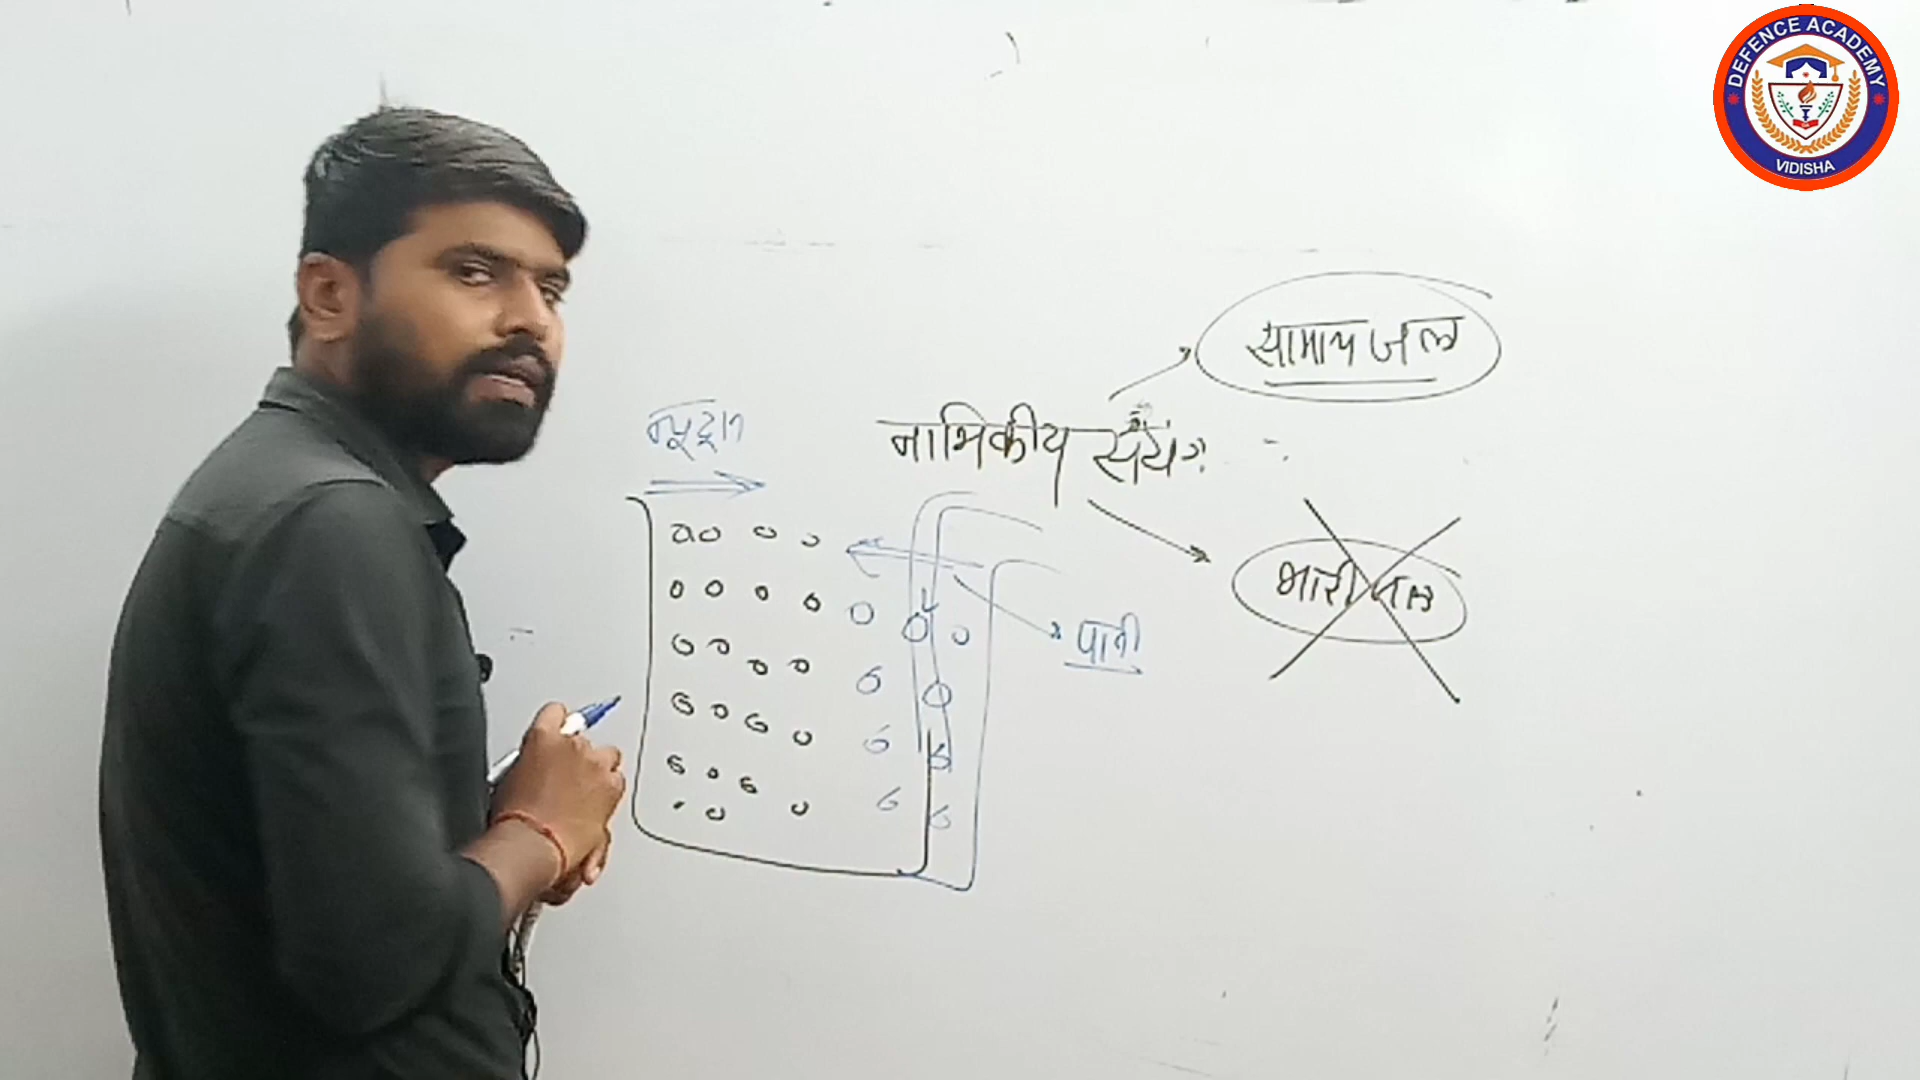 DEFENCE ACADEMY
VIDISHA
सामान्य जल
न्यूट्रान
नाभिकीय संयं
पानी
भारी जल